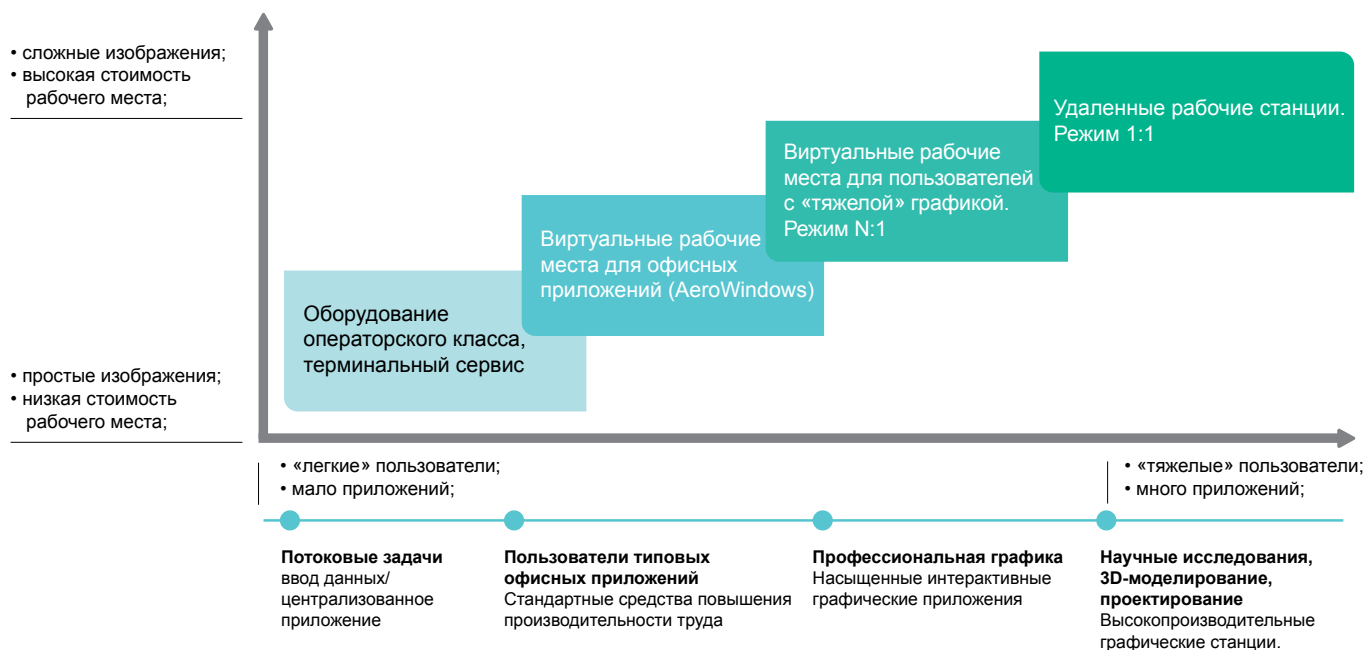 • сложные изображения;
• высокая стоимость
рабочего места;
Удаленные рабочие станции.
Режим 1:1
Виртуальные рабочие
места для пользователей
с «тяжелой» графикой.
Режим N:1
Виртуальные рабочие
места для офисных
приложений (AeroWindows)
Оборудование
операторского класса,
терминальный сервис
• простые изображения;
• низкая стоимость
рабочего места;
• «легкие» пользователи;
• мало приложений;
• «тяжелые» пользователи;
• много приложений;
Потоковые задачи
ввод данных/
централизованное
приложение
Пользователи типовых
офисных приложений
Стандартные средства повышения
производительности труда
Профессиональная графика
Насыщенные интерактивные
графические приложения
Научные исследования,
3D-моделирование,
проектирование
Высокопроизводительные
графические станции.